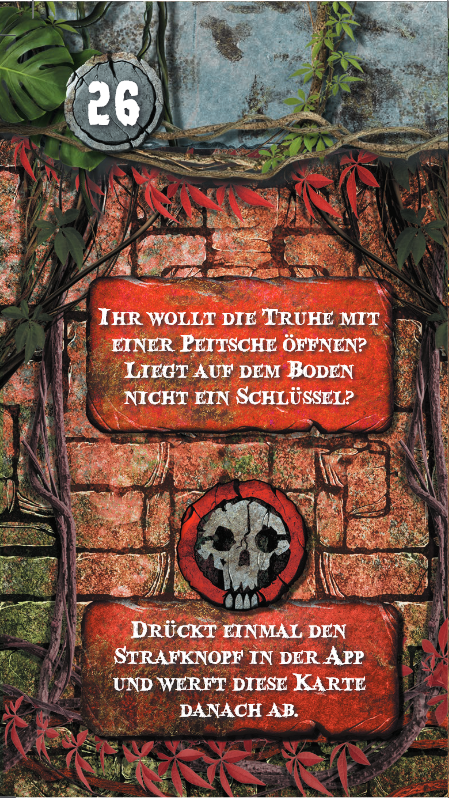 26
Ihr wollt die Truhe mit
einer Peitsche öffnen?
Liegt auf dem Boden
nicht ein Schlüssel?
Drückt einmal den
Strafknopf in der App
und werft diese Karte
danach ab.